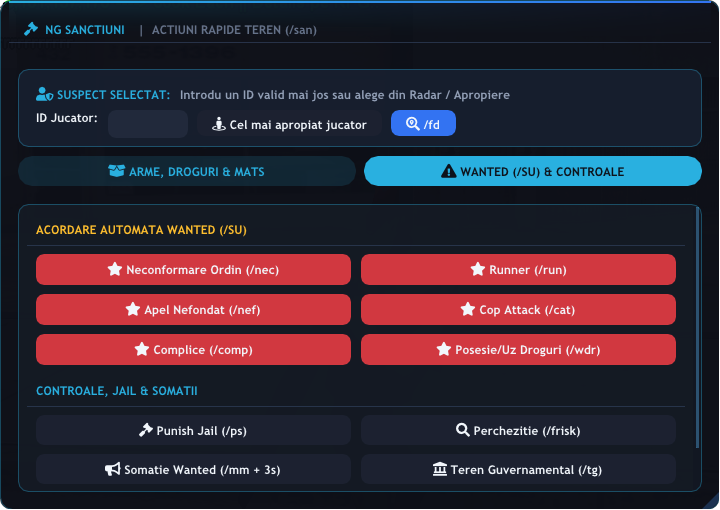 NG SANCTIUNI | ACTIUNI RAPIDE TEREN (/san)
SUSPECT SELECTAT: Introdu un ID valid mai jos sau alege din Radar / Apropiere
ID Jucator: Cel mai apropiat jucator /fd
ARME, DROGURI & MATS WANTED (/SU) & CONTROALE
ACORDARE AUTOMATA WANTED (/SU)
Neconformare Ordin (/nec) Runner (/run)
Apel Nefondat (/nef) Cop Attack (/cat)
Complice (/comp) Posesie/Uz Droguri (/wdr)
CONTROALE, JAIL & SOMATII
Punish Jail (/ps) Perchezitie (/frisk)
Somatie Wanted (/mm + 3s) Teren Guvernamental (/tg)